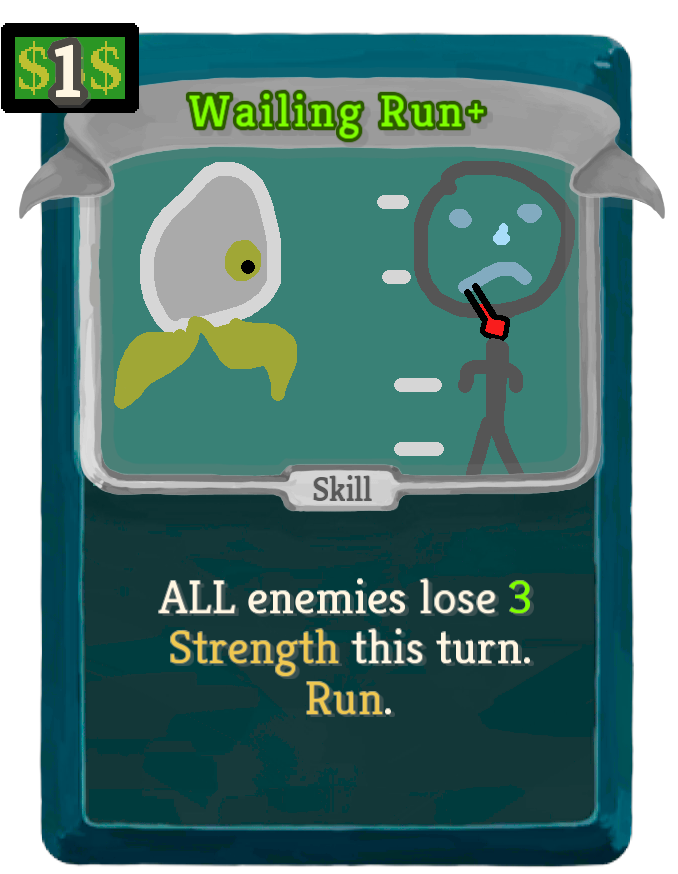 $1$
Wailing Run+
Skill
ALL enemies lose 3
Strength this turn.
Run.